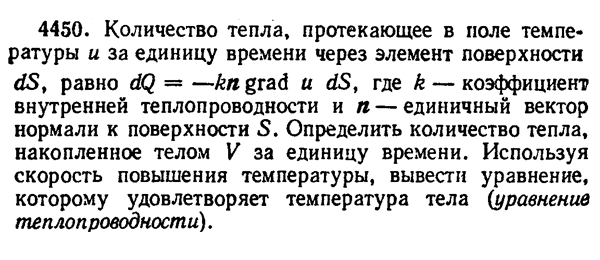 4450. Количество тепла, протекающее в поле темпе-
ратуры u за единицу времени через элемент поверхности
dS, равно dQ = —kn grad u dS, где k — коэффициент
внутренней теплопроводности и n — единичный вектор
нормали к поверхности S. Определить количество тепла,
накопленное телом V за единицу времени. Используя
скорость повышения температуры, вывести уравнение,
которому удовлетворяет температура тела (уравнение
теплопроводности).